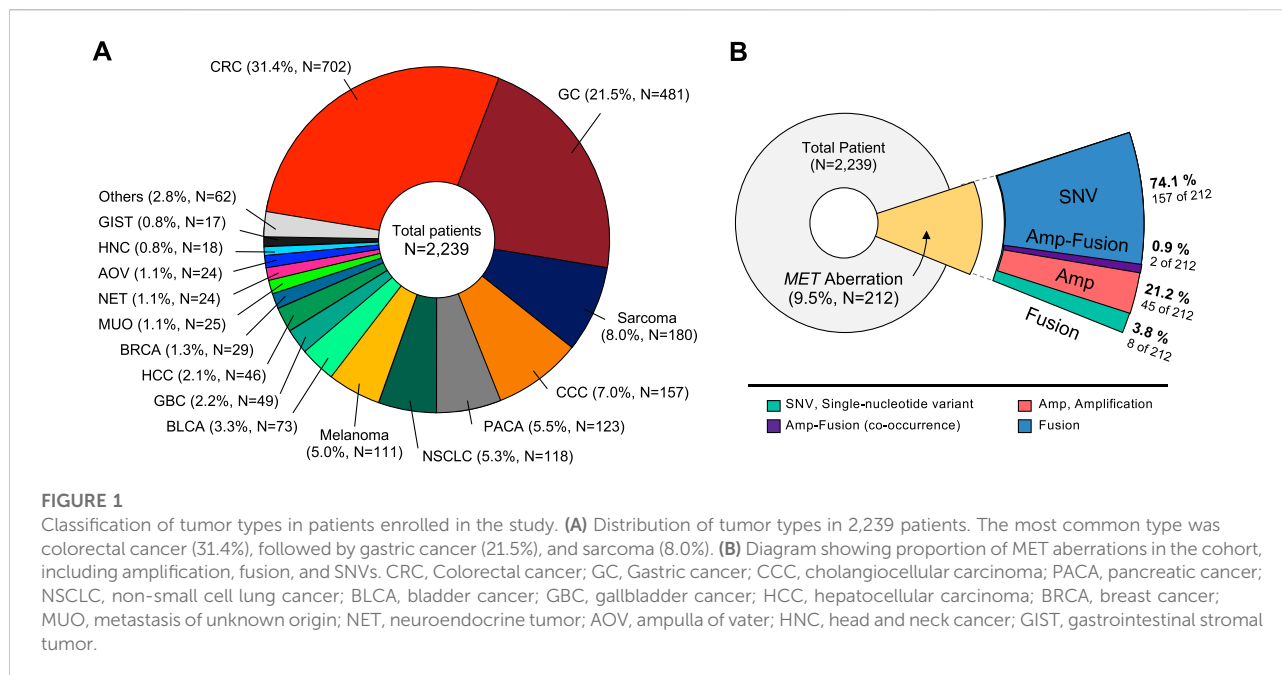 A
CRC (31.4%, N=702)
GC (21.5%, N=481)
Others (2.8%, N=62)
GIST (0.8%, N=17)
HNC (0.8%, N=18)
AOV (1.1%, N=24)
NET (1.1%, N=24)
MUO (1.1%, N=25)
BRCA (1.3%, N=29)
HCC (2.1%, N=46)
GBC (2.2%, N=49)
BLCA (3.3%, N=73)
Melanoma
(5.0%, N=111)
NSCLC (5.3%, N=118)
PACA (5.5%, N=123)
CCC (7.0%, N=157)
Sarcoma
(8.0%, N=180)
Total patients
N=2,239
B
Total Patient
(N=2,239)
MET Aberration
(9.5%, N=212)
SNV
Amp-Fusion
Amp
Fusion
74.1 %
157 of 212
0.9 %
2 of 212
21.2 %
45 of 212
3.8 %
8 of 212
SNV, Single-nucleotide variant
Amp, Amplification
Amp-Fusion (co-occurrence)
Fusion
FIGURE 1
Classification of tumor types in patients enrolled in the study. (A) Distribution of tumor types in 2,239 patients. The most common type was
colorectal cancer (31.4%), followed by gastric cancer (21.5%), and sarcoma (8.0%). (B) Diagram showing proportion of MET aberrations in the cohort,
including amplification, fusion, and SNVs. CRC, Colorectal cancer; GC, Gastric cancer; CCC, cholangiocellular carcinoma; PACA, pancreatic cancer;
NSCLC, non-small cell lung cancer; BLCA, bladder cancer; GBC, gallbladder cancer; HCC, hepatocellular carcinoma; BRCA, breast cancer;
MUO, metastasis of unknown origin; NET, neuroendocrine tumor; AOV, ampulla of vater; HNC, head and neck cancer; GIST, gastrointestinal stromal
tumor.